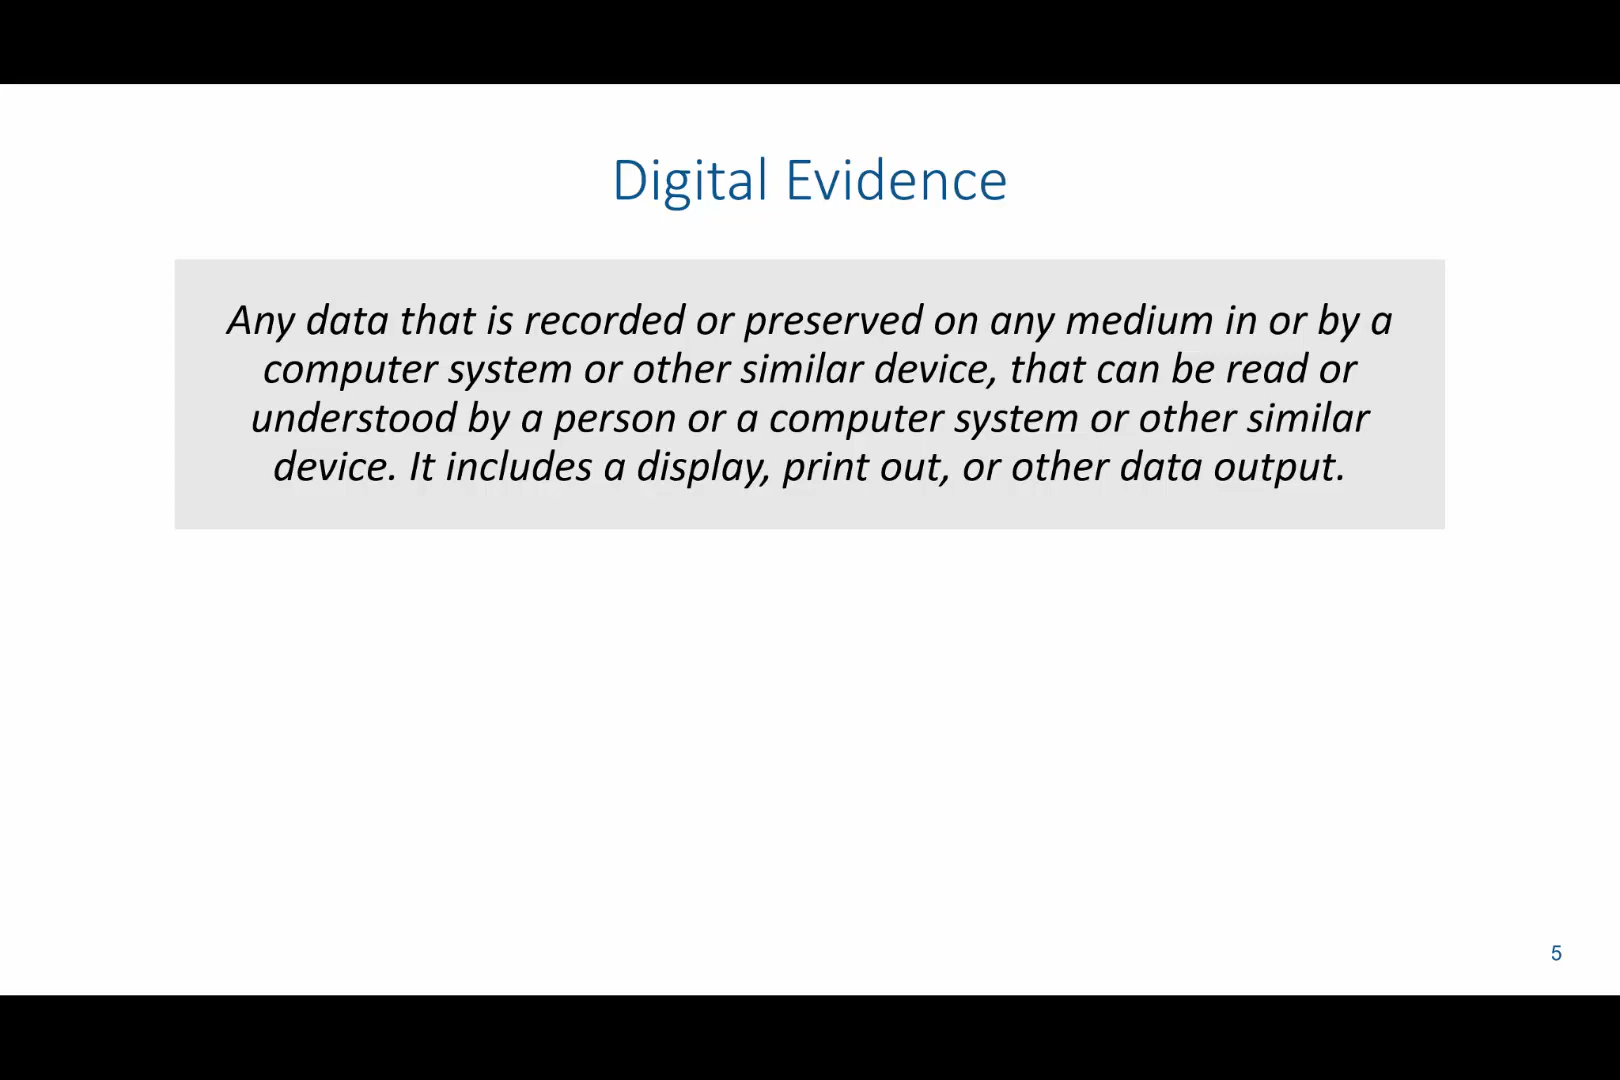 Digital Evidence
Any data that is recorded or preserved on any medium in or by a
computer system or other similar device, that can be read or
understood by a person or a computer system or other similar
device. It includes a display, print out, or other data output.
5